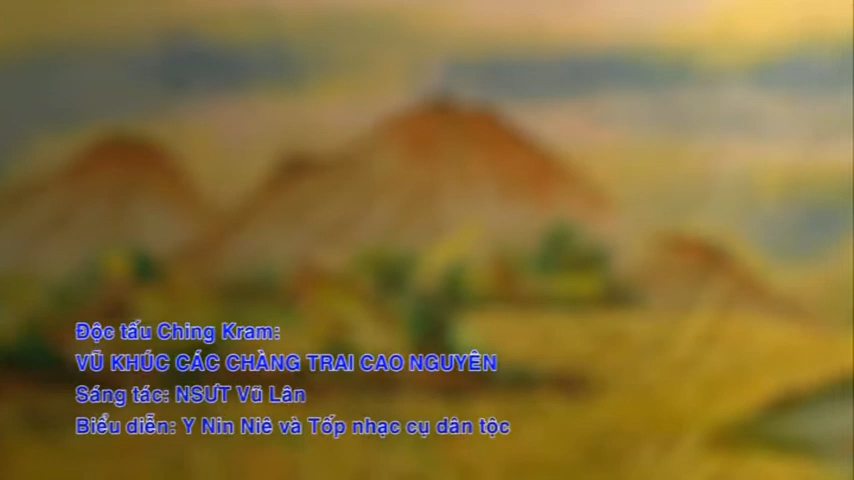 Độc tấu Ching Kram:
VŨ KHÚC CÁC CHÀNG TRAI CAO NGUYÊN
Sáng tác: NSƯT Vũ Lân
Biểu diễn: Y Nin Niê và Tốp nhạc cụ dân tộc